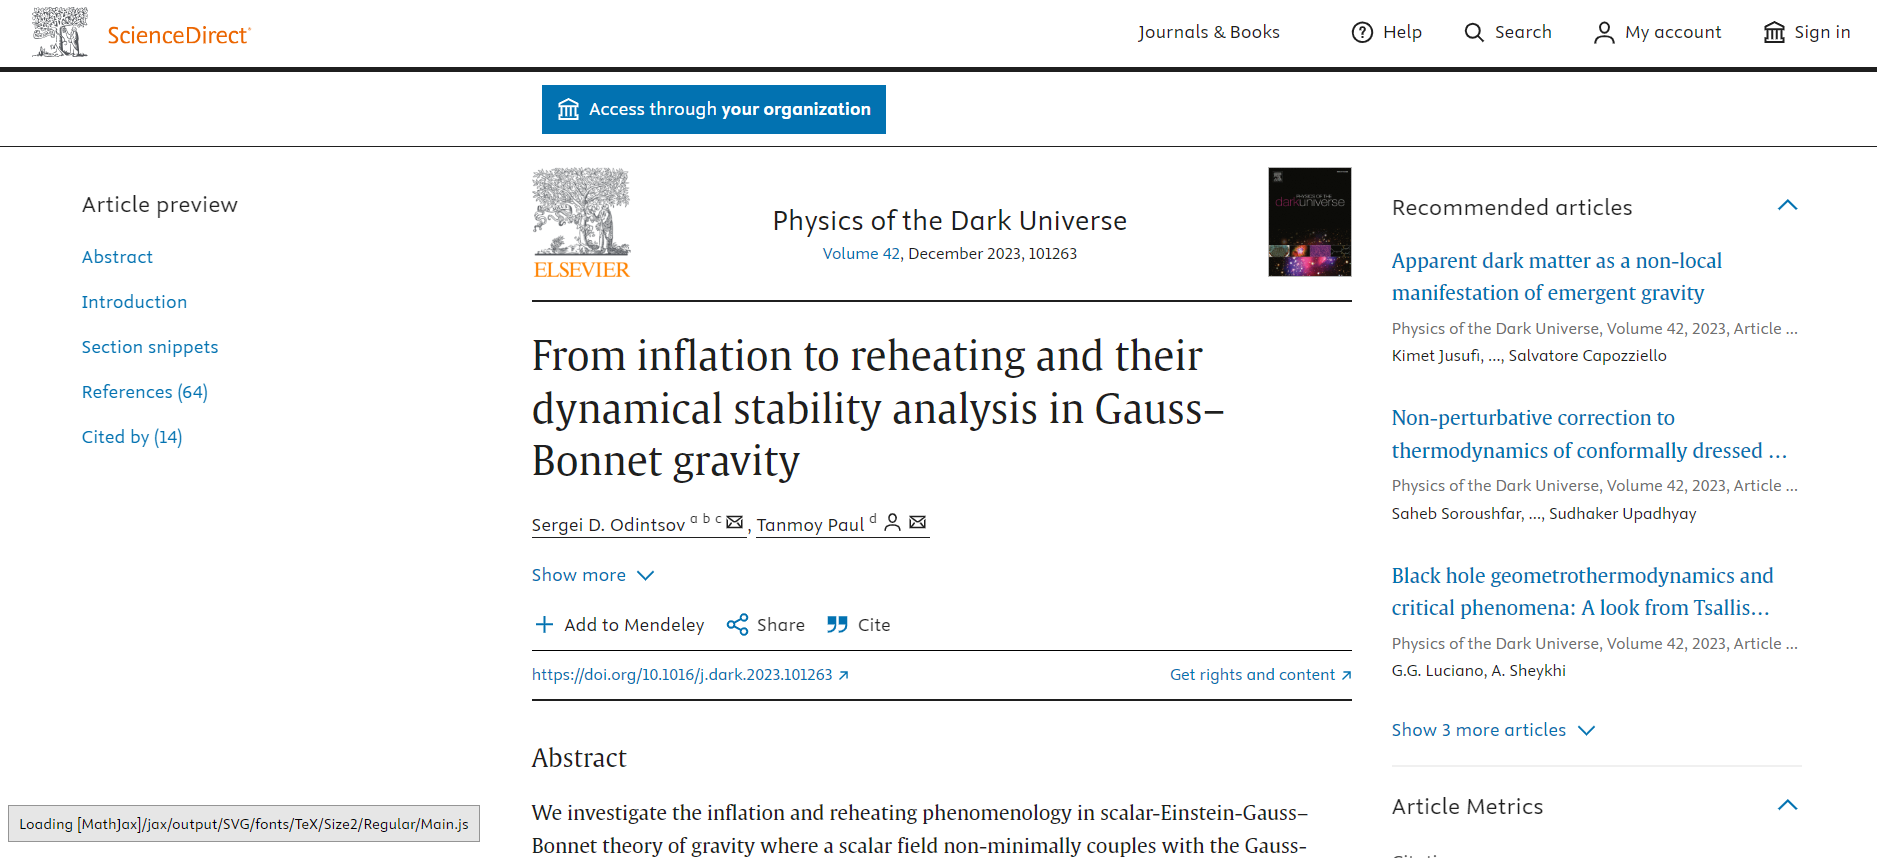 ScienceDirect
Journals & Books
Help
Search
My account
Sign in
Access through your organization
Article preview
Abstract
Introduction
Section snippets
References (64)
Cited by (14)
ELSEVIER
Physics of the Dark Universe
Volume 42, December 2023, 101263
PHYSICS OF THE
darkuniverse
From inflation to reheating and their
dynamical stability analysis in Gauss–
Bonnet gravity
Sergei D. Odintsov a b c, Tanmoy Paul d
Show more
Add to Mendeley
Share
Cite
https://doi.org/10.1016/j.dark.2023.101263
Get rights and content
Abstract
We investigate the inflation and reheating phenomenology in scalar-Einstein-Gauss–
Bonnet theory of gravity where a scalar field non-minimally couples with the Gauss-
Recommended articles
Apparent dark matter as a non-local
manifestation of emergent gravity
Physics of the Dark Universe, Volume 42, 2023, Article ...
Kimet Jusufi, ..., Salvatore Capozziello
Non-perturbative correction to
thermodynamics of conformally dressed ...
Physics of the Dark Universe, Volume 42, 2023, Article ...
Saheb Soroushfar, ..., Sudhaker Upadhyay
Black hole geometrothermodynamics and
critical phenomena: A look from Tsallis...
Physics of the Dark Universe, Volume 42, 2023, Article ...
G.G. Luciano, A. Sheykhi
Show 3 more articles
Article Metrics
Loading [MathJax]/jax/output/SVG/fonts/TeX/Size2/Regular/Main.js